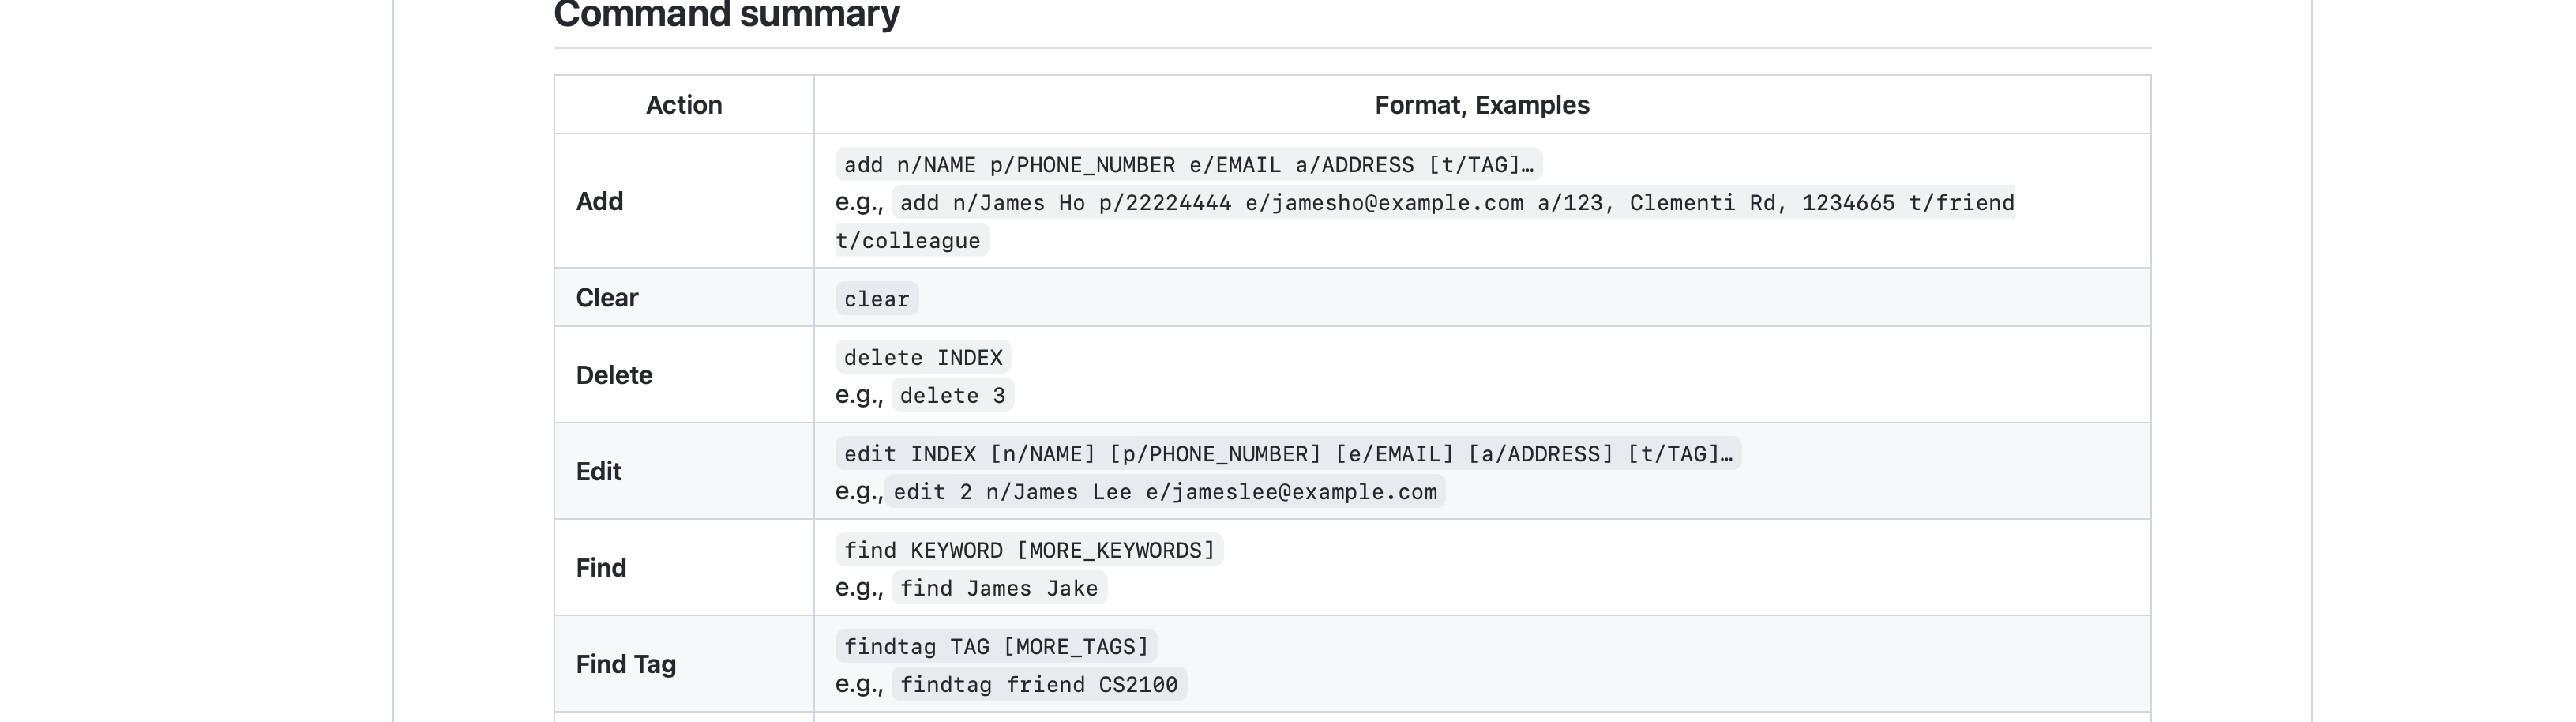 Command summary
Action Format, Examples
Add
add n/NAME p/PHONE_NUMBER e/EMAIL a/ADDRESS [t/TAG]…
e.g., add n/James Ho p/22224444 e/jamesho@example.com a/123, Clementi Rd, 1234665 t/friend
t/colleague
Clear clear
Delete
delete INDEX
e.g., delete 3
Edit
edit INDEX [n/NAME] [p/PHONE_NUMBER] [e/EMAIL] [a/ADDRESS] [t/TAG]…
e.g., edit 2 n/James Lee e/jameslee@example.com
Find
find KEYWORD [MORE_KEYWORDS]
e.g., find James Jake
Find Tag
findtag TAG [MORE_TAGS]
e.g., findtag friend CS2100